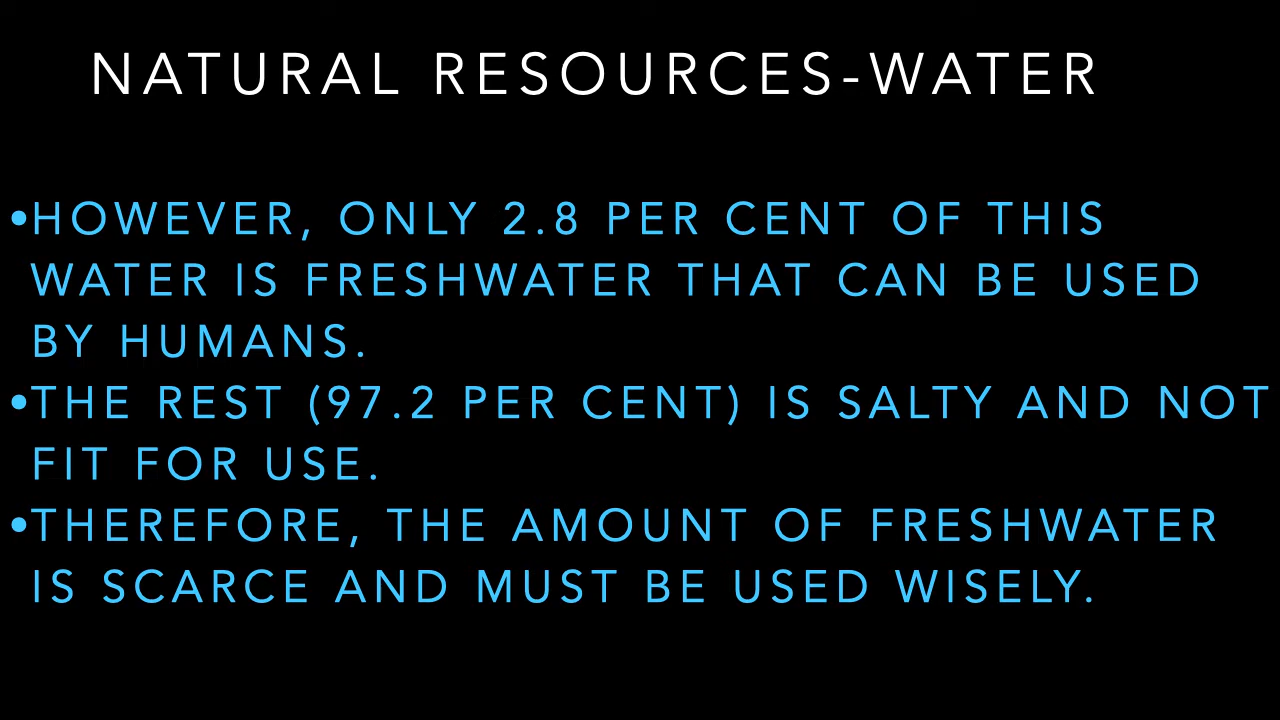 NATURAL RESOURCES-WATER
•HOWEVER, ONLY 2.8 PER CENT OF THIS
WATER IS FRESHWATER THAT CAN BE USED
BY HUMANS.
•THE REST (97.2 PER CENT) IS SALTY AND NOT
FIT FOR USE.
•THEREFORE, THE AMOUNT OF FRESHWATER
IS SCARCE AND MUST BE USED WISELY.